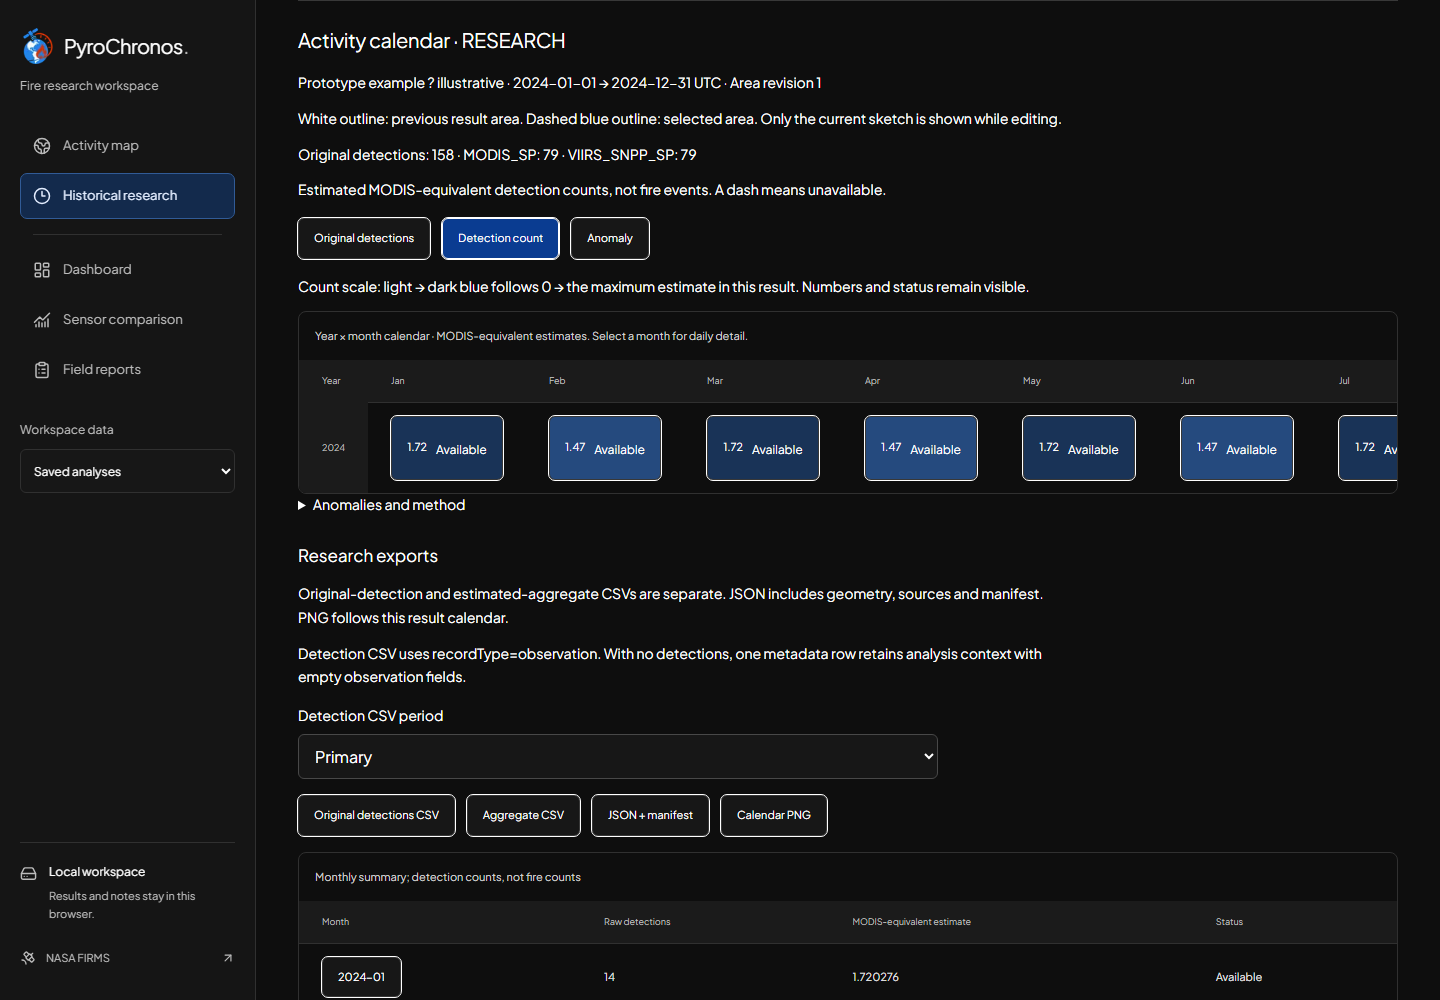 PyroChronos.
Fire research workspace
Activity map
Historical research
Dashboard
Sensor comparison
Field reports
Workspace data
Saved analyses
Local workspace
Results and notes stay in this
browser.
NASA FIRMS
Activity calendar · RESEARCH
Prototype example ? illustrative · 2024-01-01 → 2024-12-31 UTC · Area revision 1
White outline: previous result area. Dashed blue outline: selected area. Only the current sketch is shown while editing.
Original detections: 158 · MODIS_SP: 79 · VIIRS_SNPP_SP: 79
Estimated MODIS-equivalent detection counts, not fire events. A dash means unavailable.
Original detections Detection count Anomaly
Count scale: light → dark blue follows 0 → the maximum estimate in this result. Numbers and status remain visible.
Year × month calendar · MODIS-equivalent estimates. Select a month for daily detail.
Year Jan Feb Mar Apr May Jun Jul
2024 1.72 Available 1.47 Available 1.72 Available 1.47 Available 1.72 Available 1.47 Available 1.72 Av
Anomalies and method
Research exports
Original-detection and estimated-aggregate CSVs are separate. JSON includes geometry, sources and manifest.
PNG follows this result calendar.
Detection CSV uses recordType=observation. With no detections, one metadata row retains analysis context with
empty observation fields.
Detection CSV period
Primary
Original detections CSV Aggregate CSV JSON + manifest Calendar PNG
Monthly summary; detection counts, not fire counts
Month Raw detections MODIS-equivalent estimate Status
2024-01 14 1.720276 Available